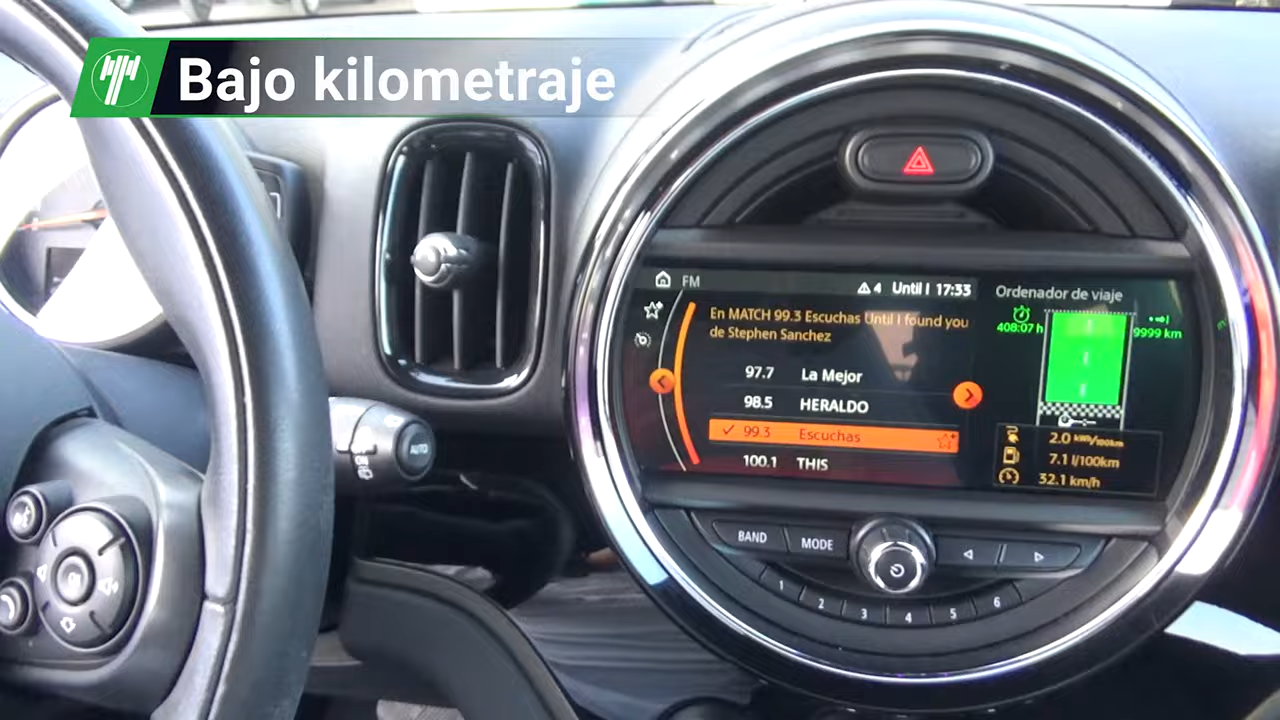 Bajo kilometraje
FM
4 Until I 17:33
En MATCH 99.3 Escuchas Until I found you
de Stephen Sanchez
97.7 La Mejor
98.5 HERALDO
99.3 Escuchas
100.1 THIS
Ordenador de viaje
408:07 h
9999 km
2.0 kWh/100km
7.1 l/100km
32.1 km/h
AUTO
BAND
MODE
1
2
3
4
5
6